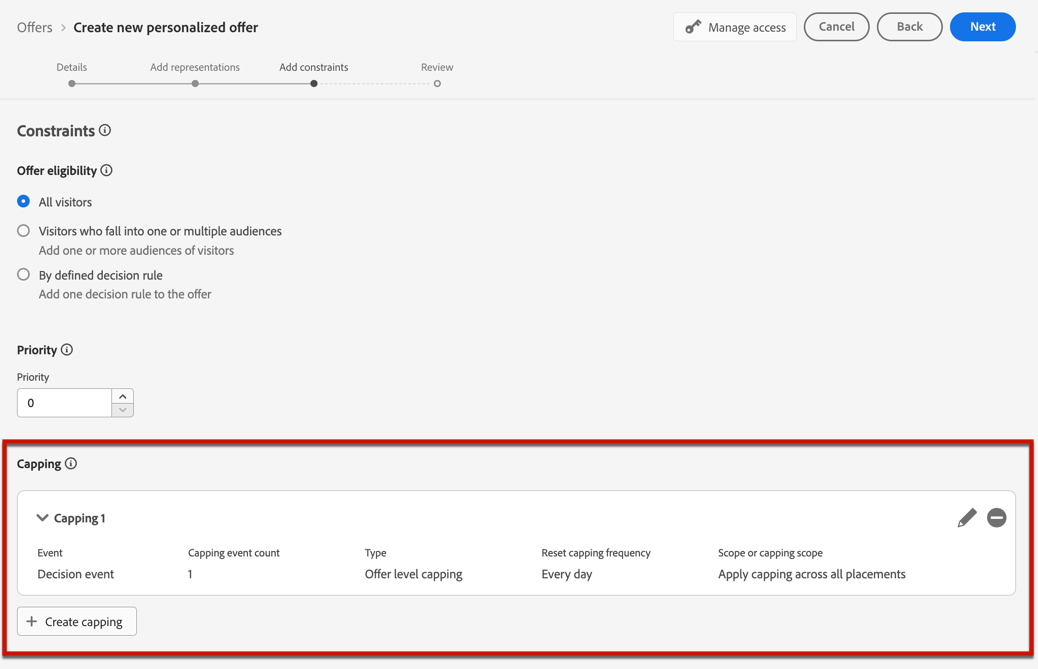 Offers > Create new personalized offer
Manage access
Cancel
Back
Next
Details
Add representations
Add constraints
Review
Constraints
Offer eligibility
All visitors
Visitors who fall into one or multiple audiences
Add one or more audiences of visitors
By defined decision rule
Add one decision rule to the offer
Priority
Priority
0
Capping
Capping 1
Event
Capping event count
Type
Reset capping frequency
Scope or capping scope
Decision event
1
Offer level capping
Every day
Apply capping across all placements
+ Create capping